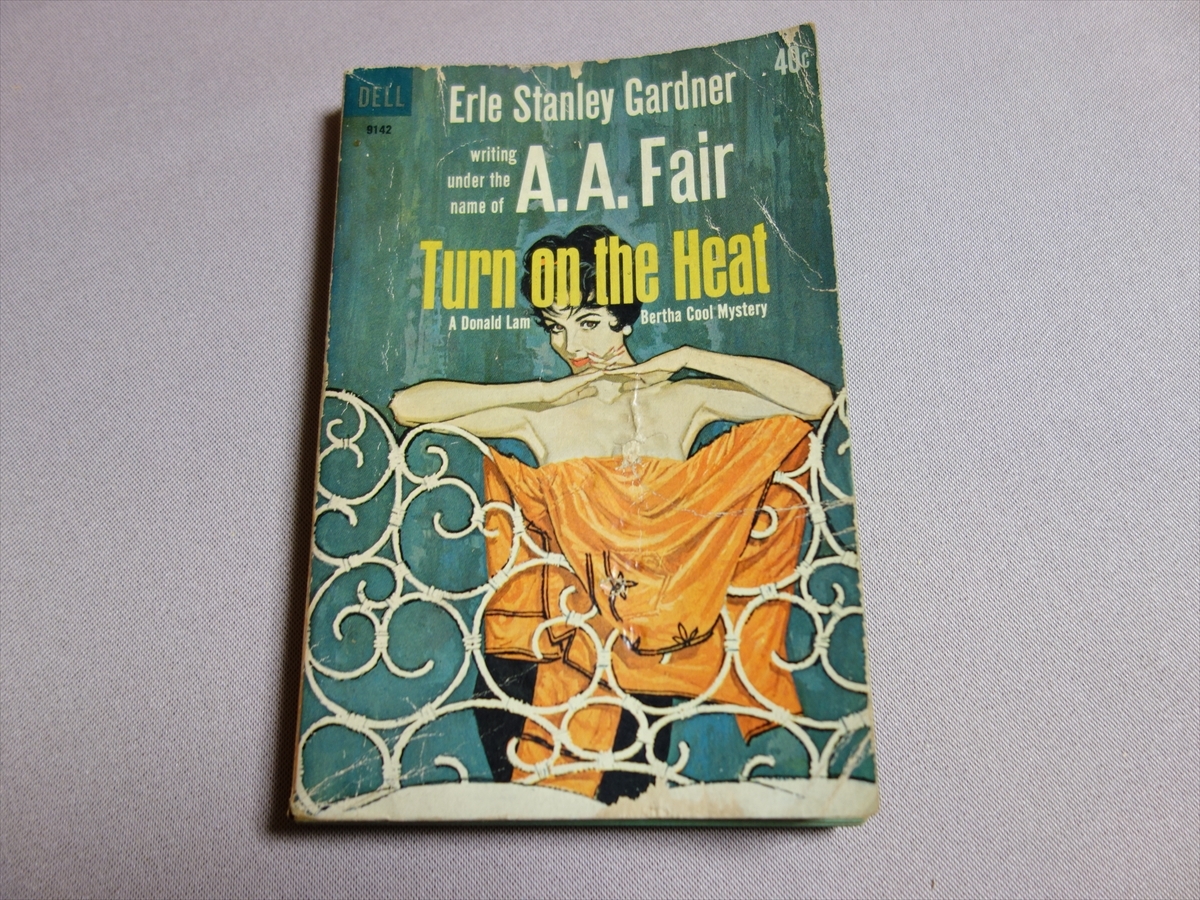 DELL
9142
40c
Erle Stanley Gardner
writing
under the
name of
A. A. Fair
Turn on the Heat
A Donald Lam
Bertha Cool Mystery